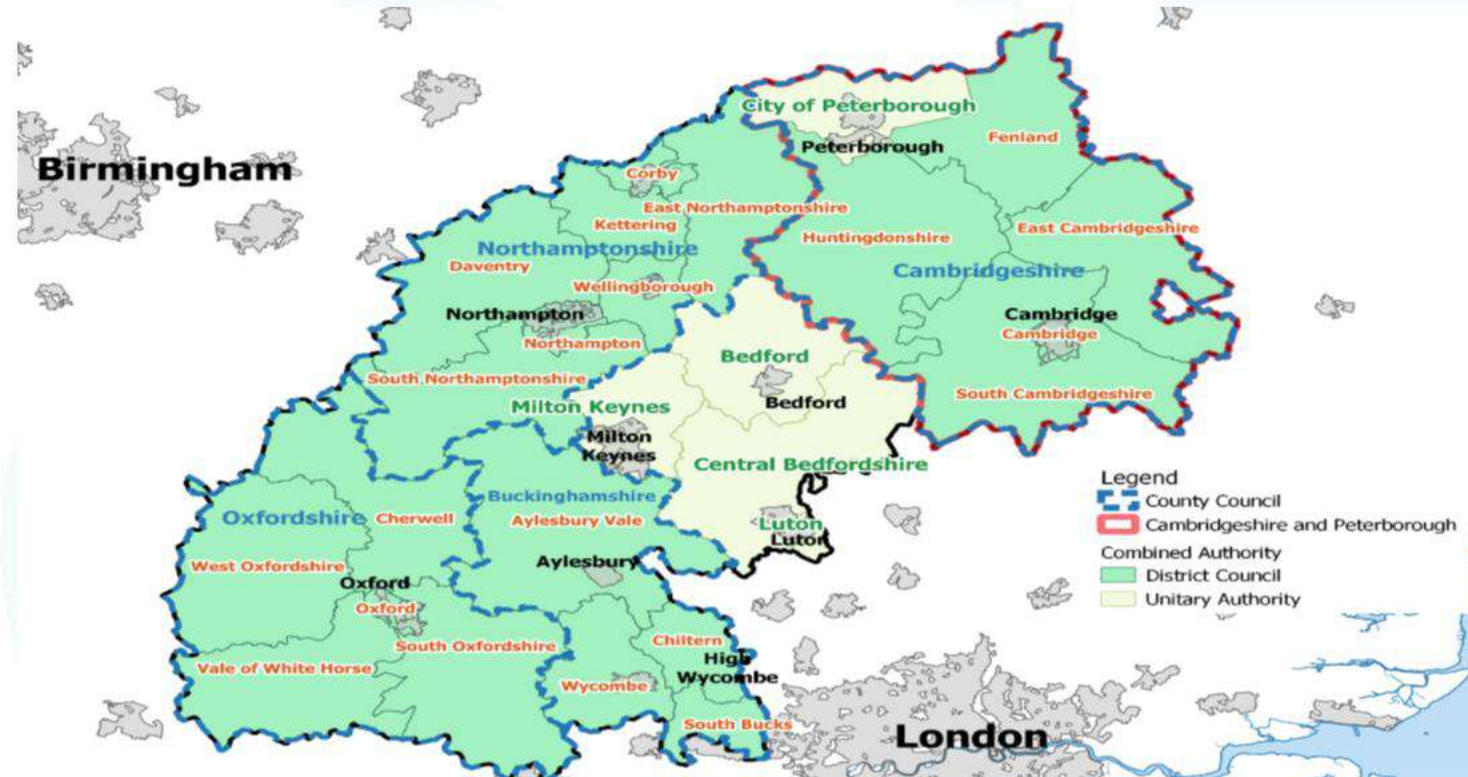 City of Peterborough
Fenland
Peterborough
Birmingham
Corby
East Northamptonshire
Kettering
Huntingdonshire
East Cambridgeshire
Northamptonshire
Daventry
Cambridgeshire
Wellingborough
Northampton
Cambridge
Cambridge
Northampton
Bedford
South Northamptonshire
Bedford
South Cambridgeshire
Milton Keynes
Milton
Keynes
Central Bedfordshire
Legend
County Council
Cambridgeshire and Peterborough
Combined Authority
District Council
Unitary Authority
Buckinghamshire
Oxfordshire
Cherwell
Aylesbury Vale
Luton
Luton
West Oxfordshire
Aylesbury
Oxford
Oxford
South Oxfordshire
Chiltern
High
Wycombe
Vale of White Horse
Wycombe
South Bucks
London